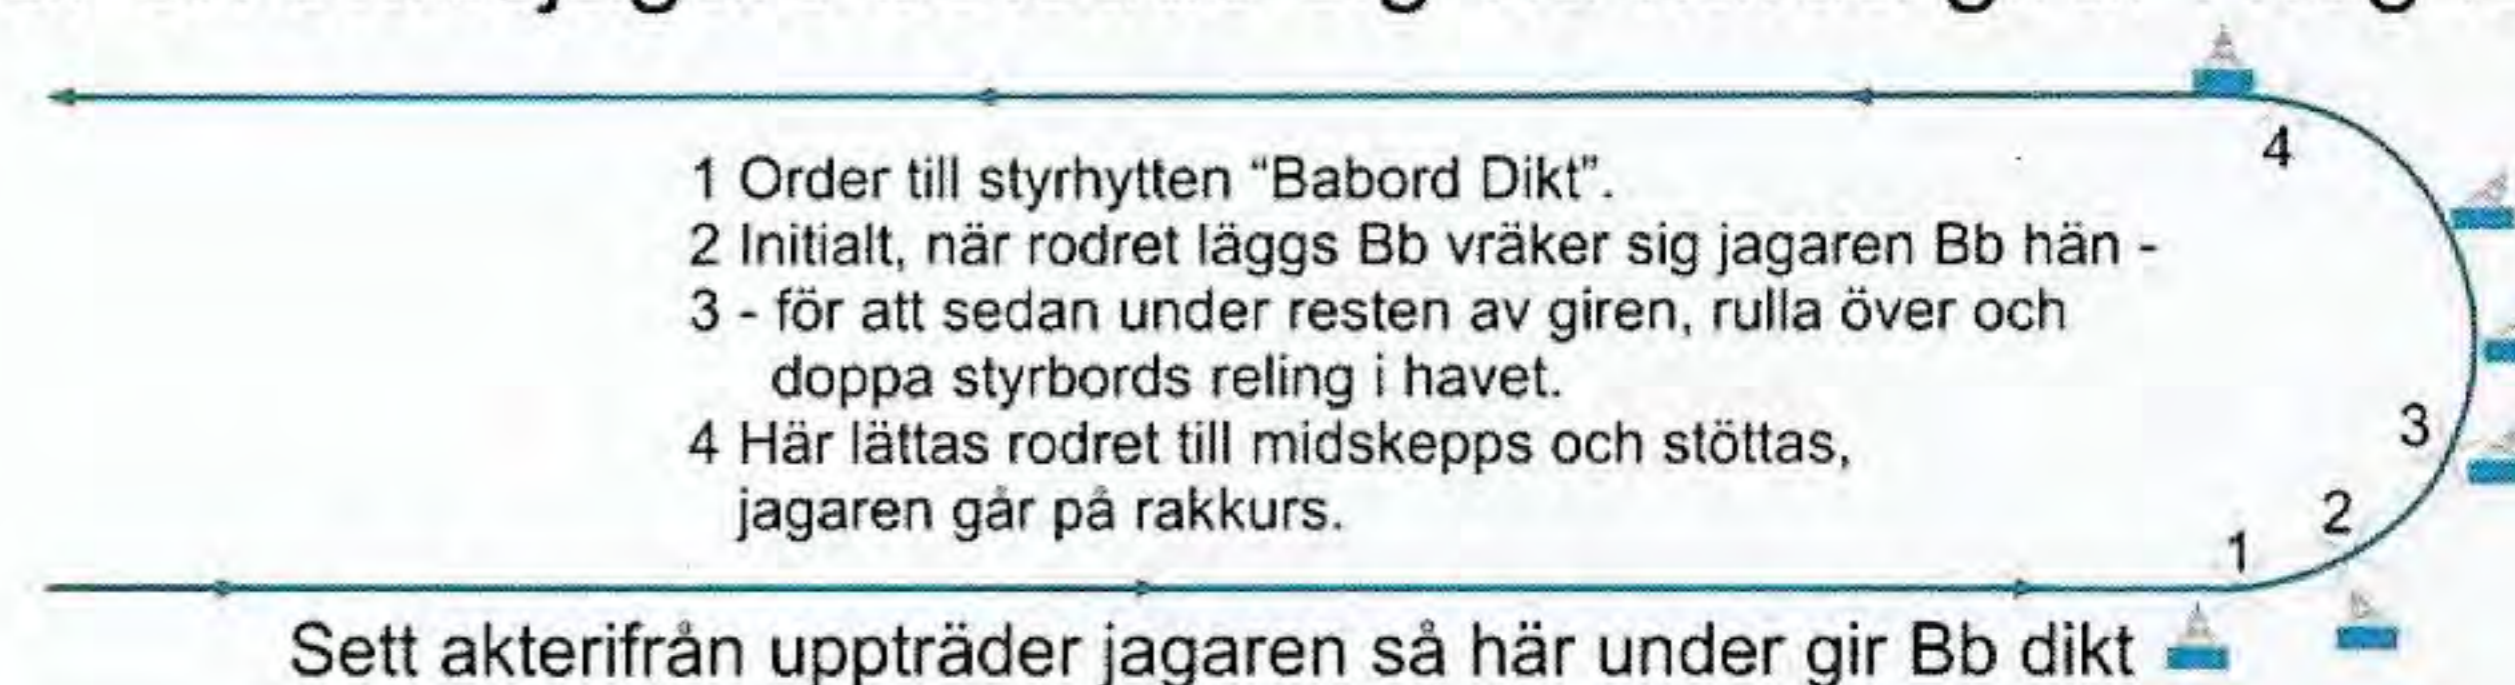 1 Order till styrhytten “Babord Dikt”.
2 Initialt, när rodret läggs Bb vräker sig jagaren Bb hän -
3 - för att sedan under resten av giren, rulla över och
doppa styrbords reling i havet.
4 Här lättas rodret till midskepps och stöttas,
jagaren går på rakkurs.
4
3
2
1
Sett akterifrån uppträder jagaren så här under gir Bb dikt